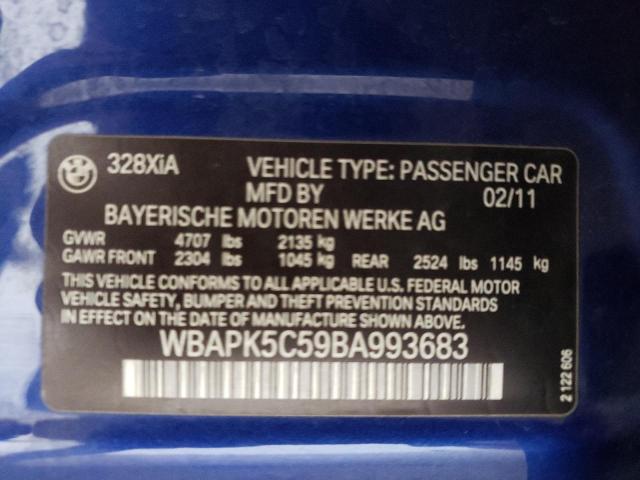 BMW
328XiA VEHICLE TYPE: PASSENGER CAR
MFD BY 02/11
BAYERISCHE MOTOREN WERKE AG
GVWR 4707 lbs 2135 kg
GAWR FRONT 2304 lbs 1045 kg REAR 2524 lbs 1145 kg
THIS VEHICLE CONFORMS TO ALL APPLICABLE U.S. FEDERAL MOTOR
VEHICLE SAFETY, BUMPER AND THEFT PREVENTION STANDARDS
IN EFFECT ON THE DATE OF MANUFACTURE SHOWN ABOVE.
WBAPK5C59BA993683
2 122 606